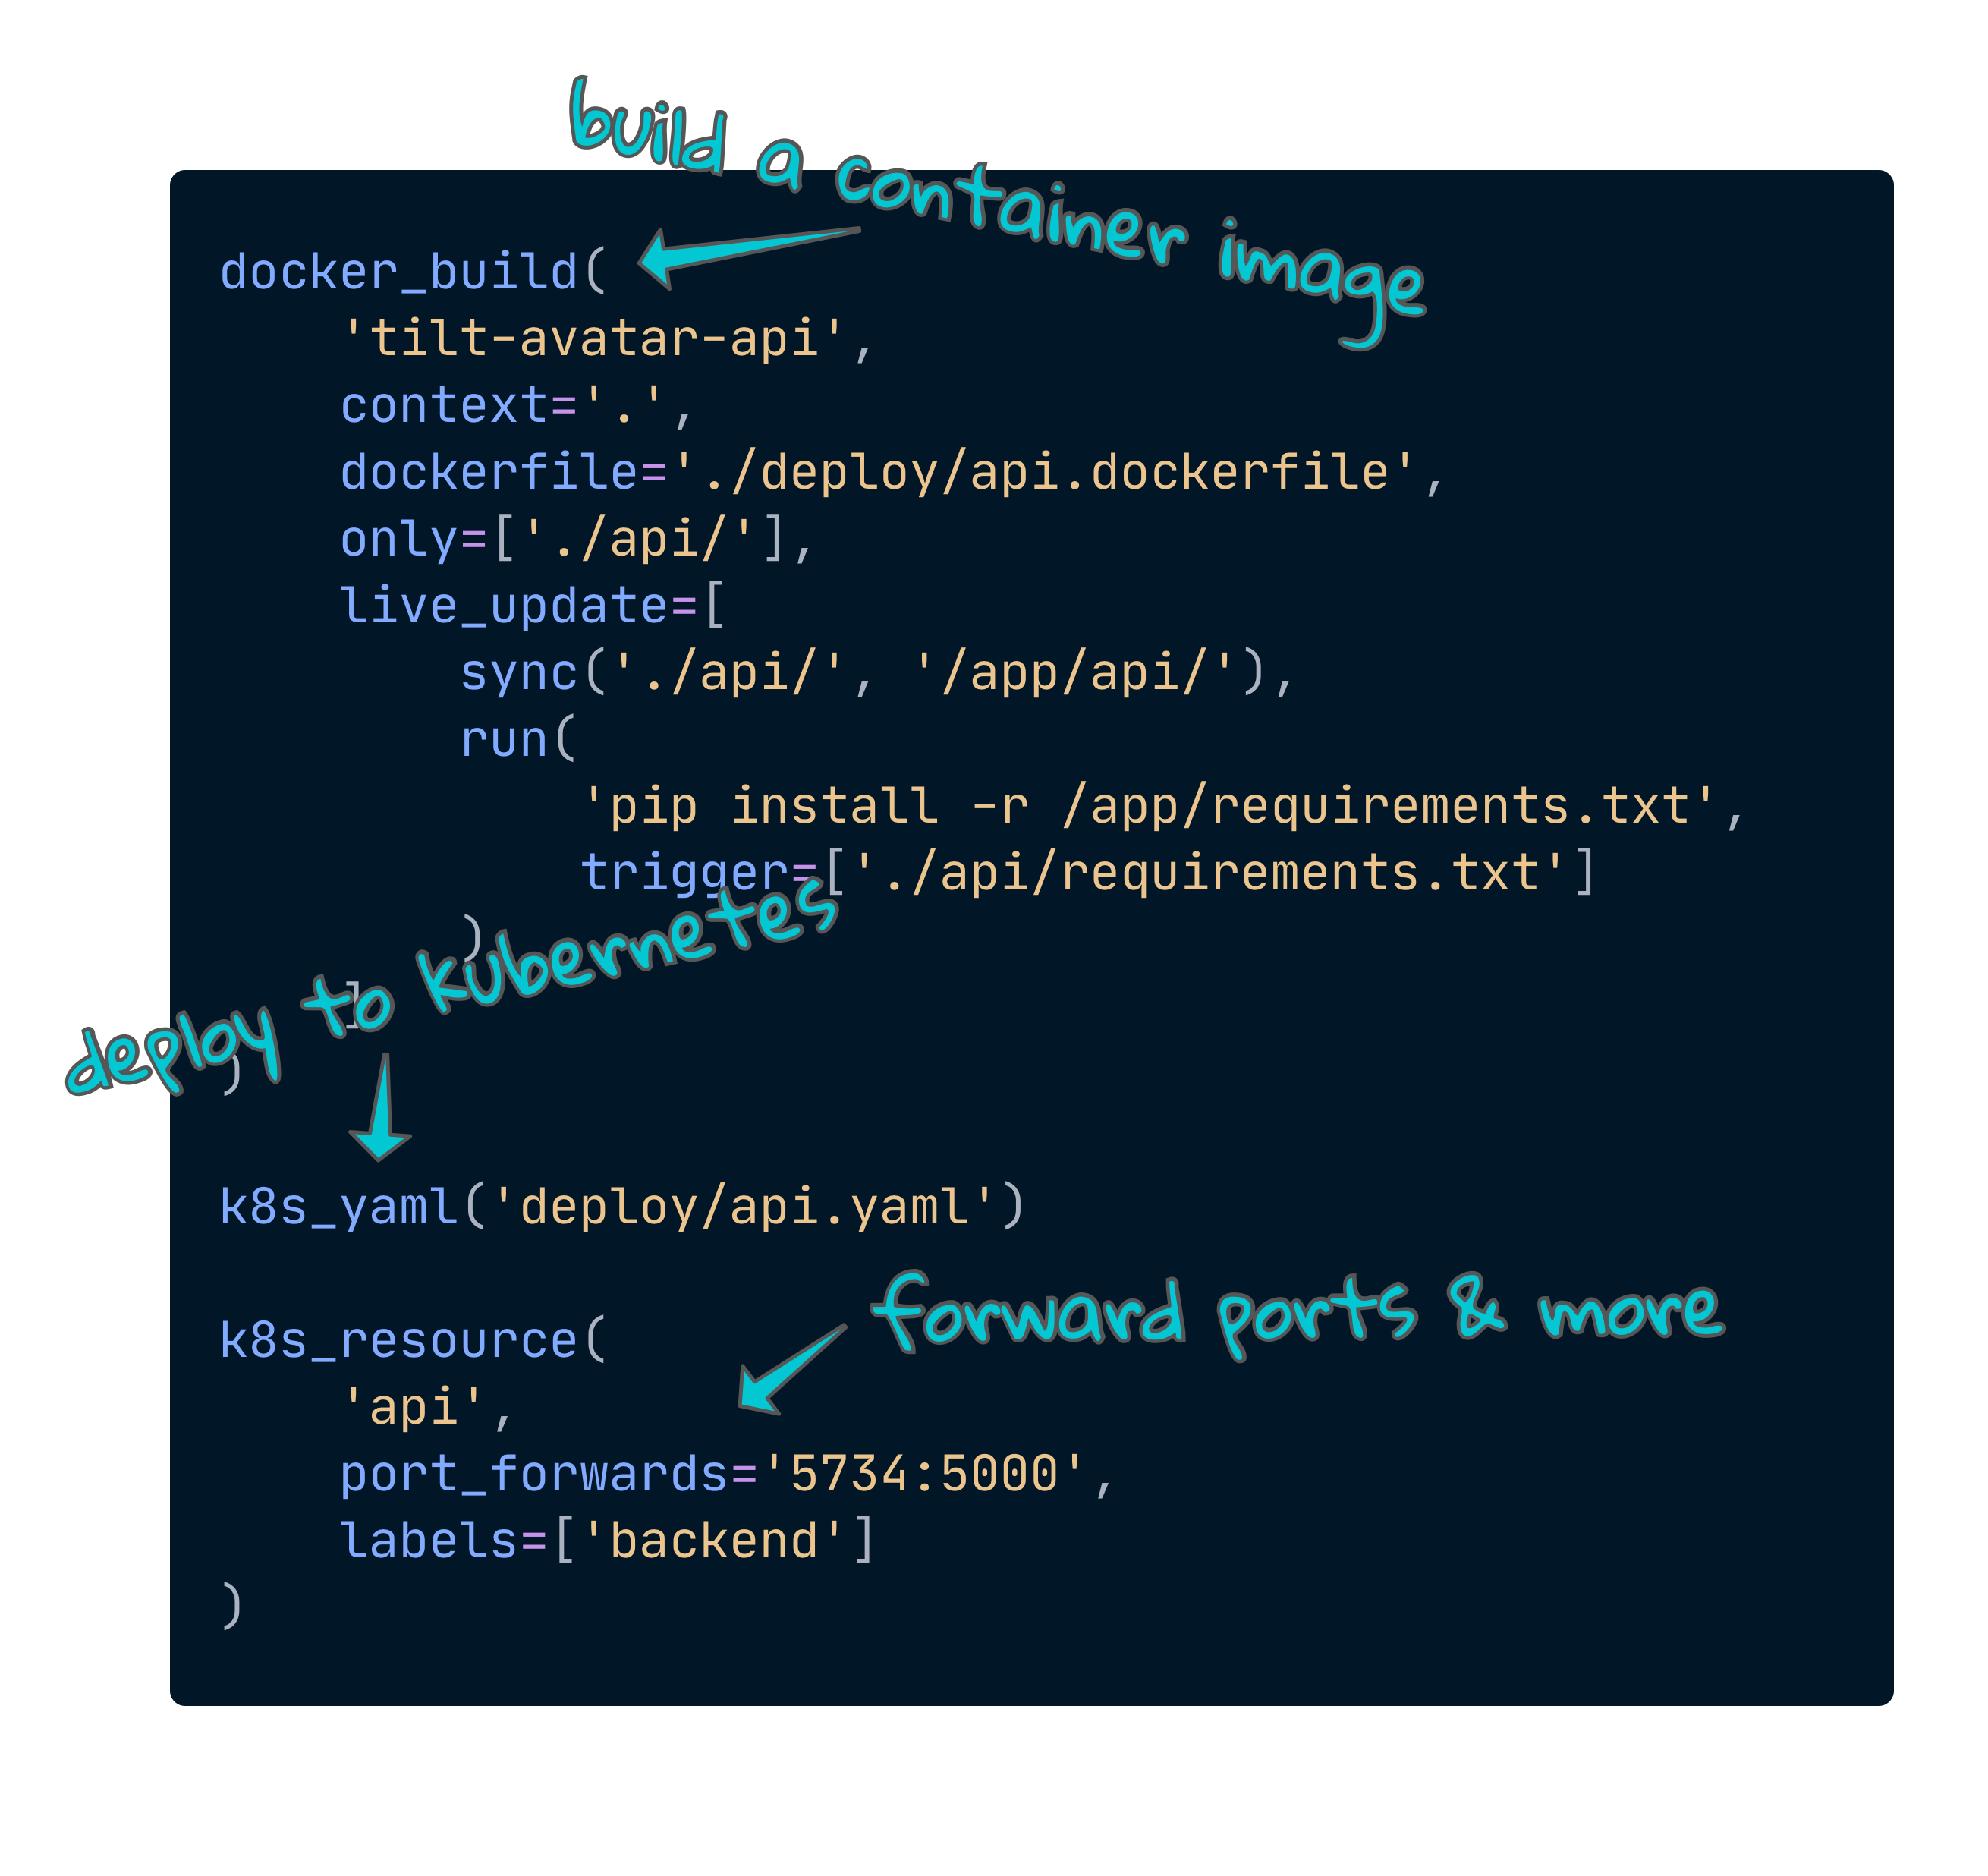 build a container image
docker_build(
    'tilt-avatar-api',
    context='.',
    dockerfile='./deploy/api.dockerfile',
    only=['./api/'],
    live_update=[
        sync('./api/', '/app/api/'),
        run(
            'pip install -r /app/requirements.txt',
            trigger=['./api/requirements.txt']
        )
    ]
)
deploy to kubernetes
k8s_yaml('deploy/api.yaml')
forward ports & more
k8s_resource(
    'api',
    port_forwards='5734:5000',
    labels=['backend']
)